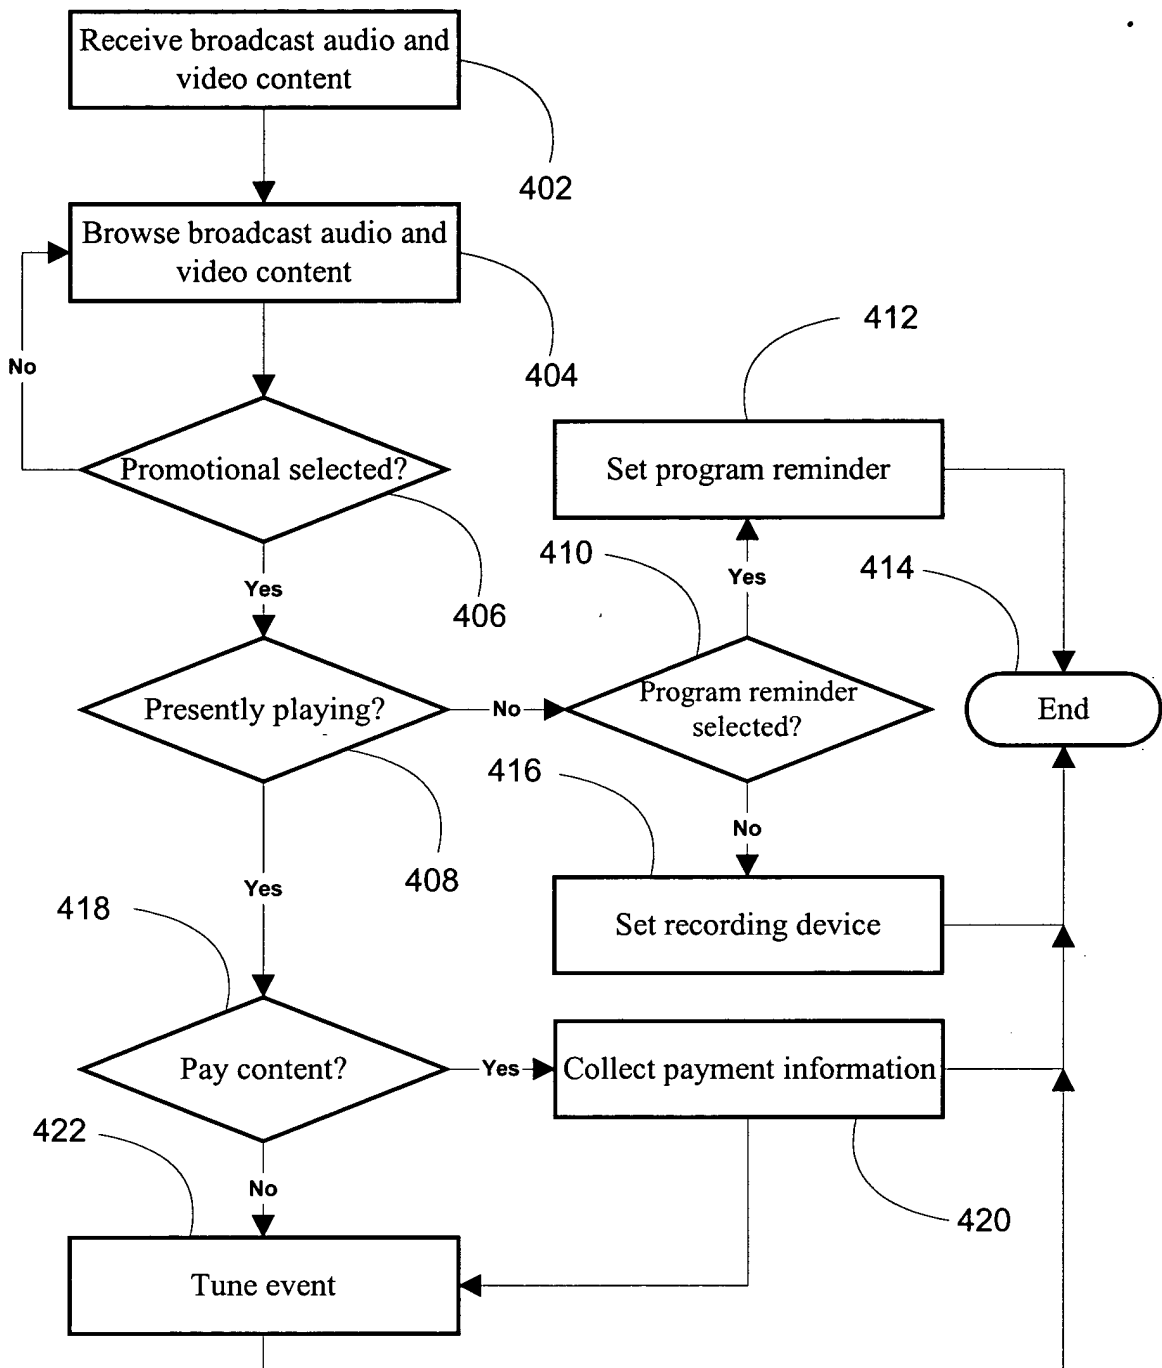 Receive broadcast audio and
video content
402
Browse broadcast audio and
video content
404
No
412
Promotional selected?
Set program reminder
406
Yes
410
Yes
414
Presently playing?
No
Program reminder
selected?
End
408
416
No
Yes
Set recording device
418
Pay content?
Yes
Collect payment information
422
No
420
Tune event